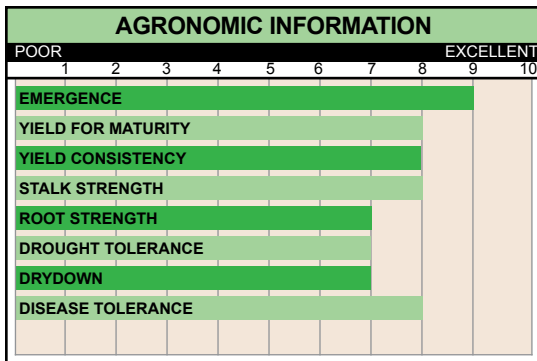 AGRONOMIC INFORMATION
POOR EXCELLENT
1 2 3 4 5 6 7 8 9 10
EMERGENCE
YIELD FOR MATURITY
YIELD CONSISTENCY
STALK STRENGTH
ROOT STRENGTH
DROUGHT TOLERANCE
DRYDOWN
DISEASE TOLERANCE